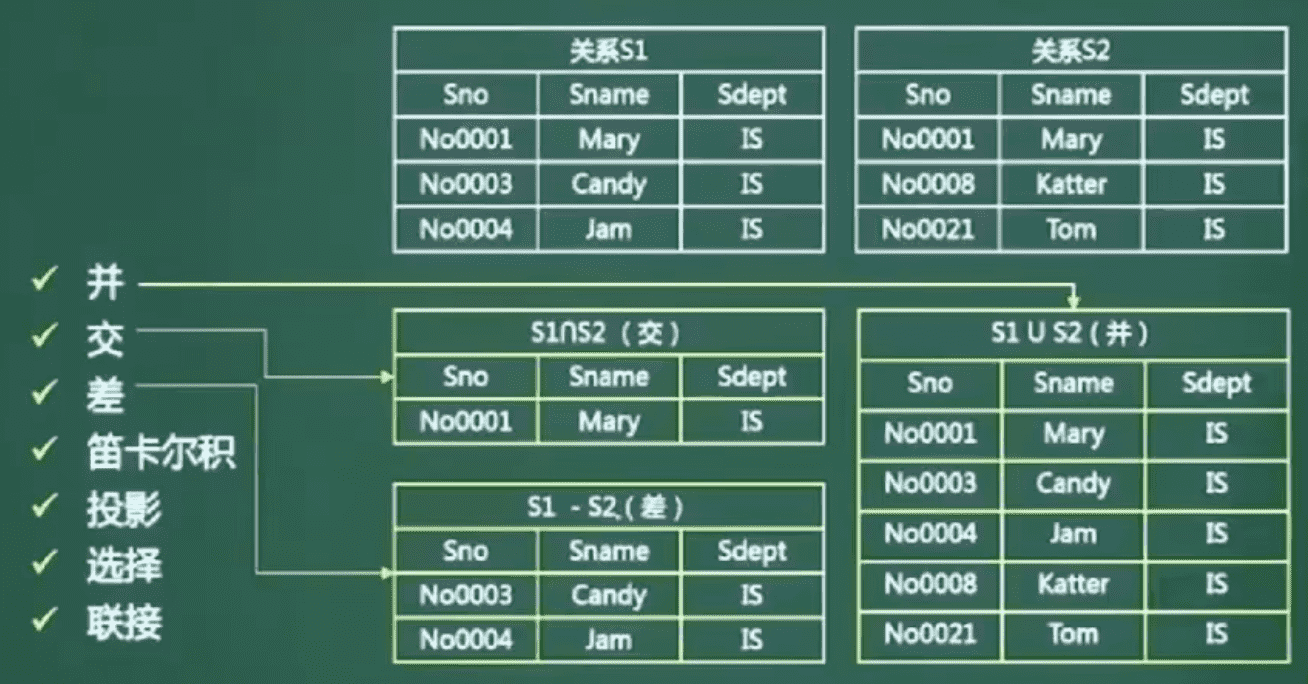 关系S1
Sno Sname Sdept
No0001 Mary IS
No0003 Candy IS
No0004 Jam IS
关系S2
Sno Sname Sdept
No0001 Mary IS
No0008 Katter IS
No0021 Tom IS
并
交
差
笛卡尔积
投影
选择
联接
S1∩S2（交）
Sno Sname Sdept
No0001 Mary IS
S1 - S2（差）
Sno Sname Sdept
No0003 Candy IS
No0004 Jam IS
S1 U S2（并）
Sno Sname Sdept
No0001 Mary IS
No0003 Candy IS
No0004 Jam IS
No0008 Katter IS
No0021 Tom IS